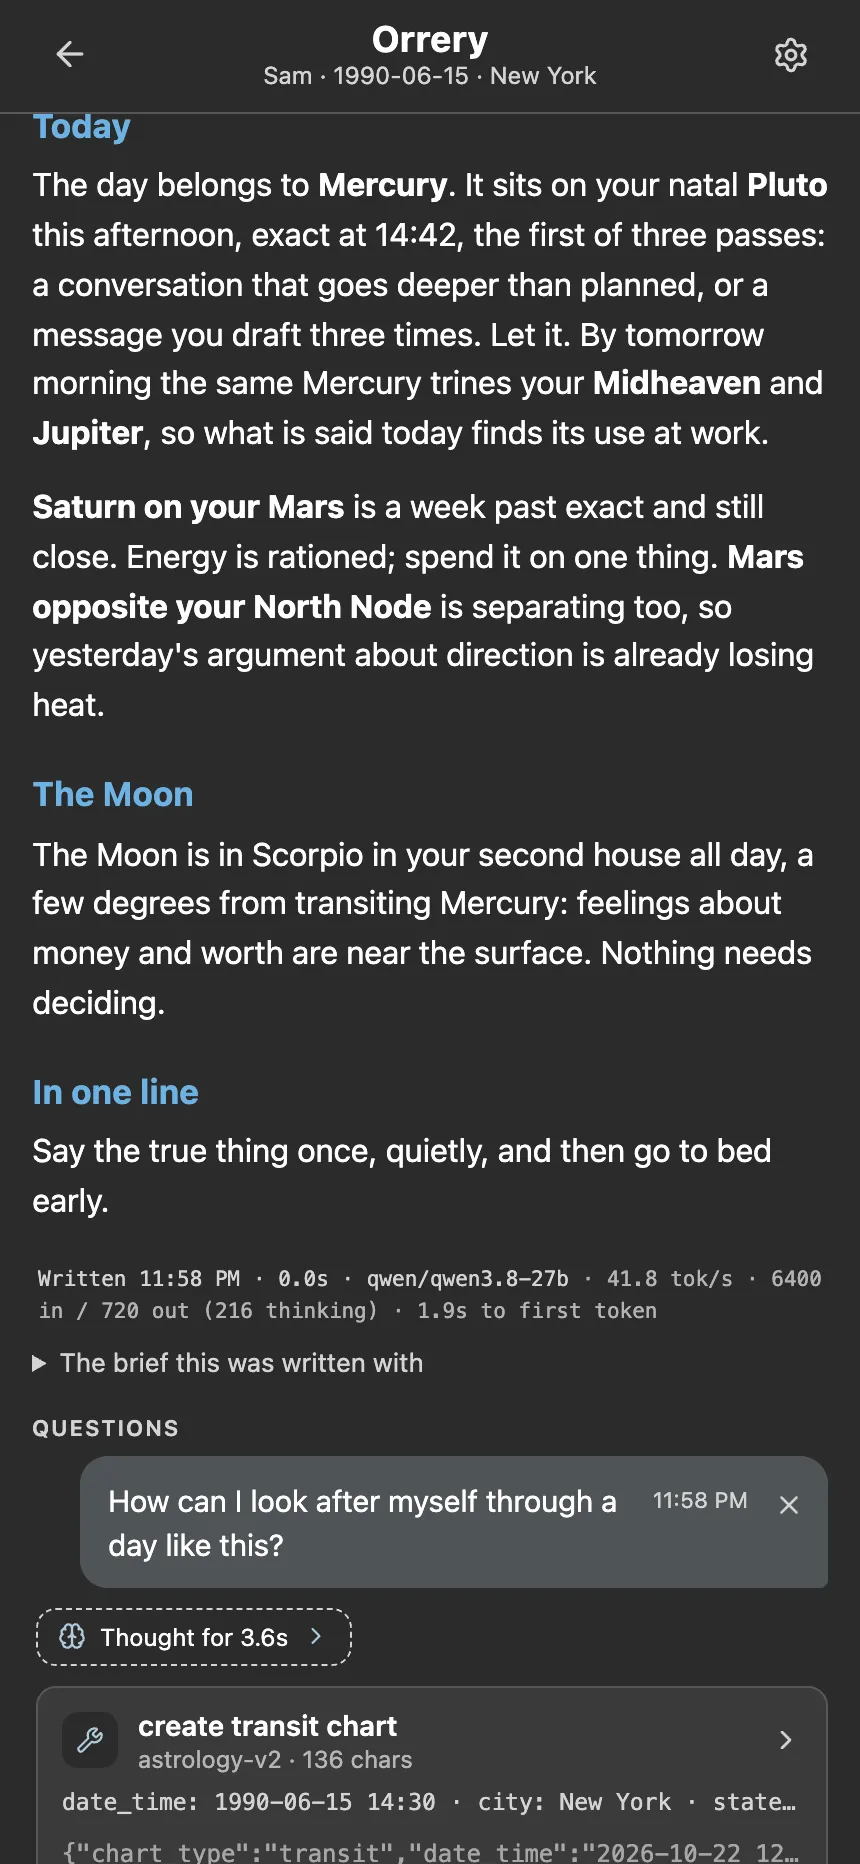 Orrery
Sam · 1990-06-15 · New York
Today
The day belongs to Mercury. It sits on your natal Pluto
this afternoon, exact at 14:42, the first of three passes:
a conversation that goes deeper than planned, or a
message you draft three times. Let it. By tomorrow
morning the same Mercury trines your Midheaven and
Jupiter, so what is said today finds its use at work.
Saturn on your Mars is a week past exact and still
close. Energy is rationed; spend it on one thing. Mars
opposite your North Node is separating too, so
yesterday's argument about direction is already losing
heat.
The Moon
The Moon is in Scorpio in your second house all day, a
few degrees from transiting Mercury: feelings about
money and worth are near the surface. Nothing needs
deciding.
In one line
Say the true thing once, quietly, and then go to bed
early.
Written 11:58 PM · 0.0s · qwen/qwen3.8-27b · 41.8 tok/s · 6400
in / 720 out (216 thinking) · 1.9s to first token
The brief this was written with
QUESTIONS
How can I look after myself through a
day like this?
11:58 PM
Thought for 3.6s
create transit chart
astrology-v2 · 136 chars
date_time: 1990-06-15 14:30 · city: New York · state…
{"chart_type":"transit","date_time":"2026-10-22 12…